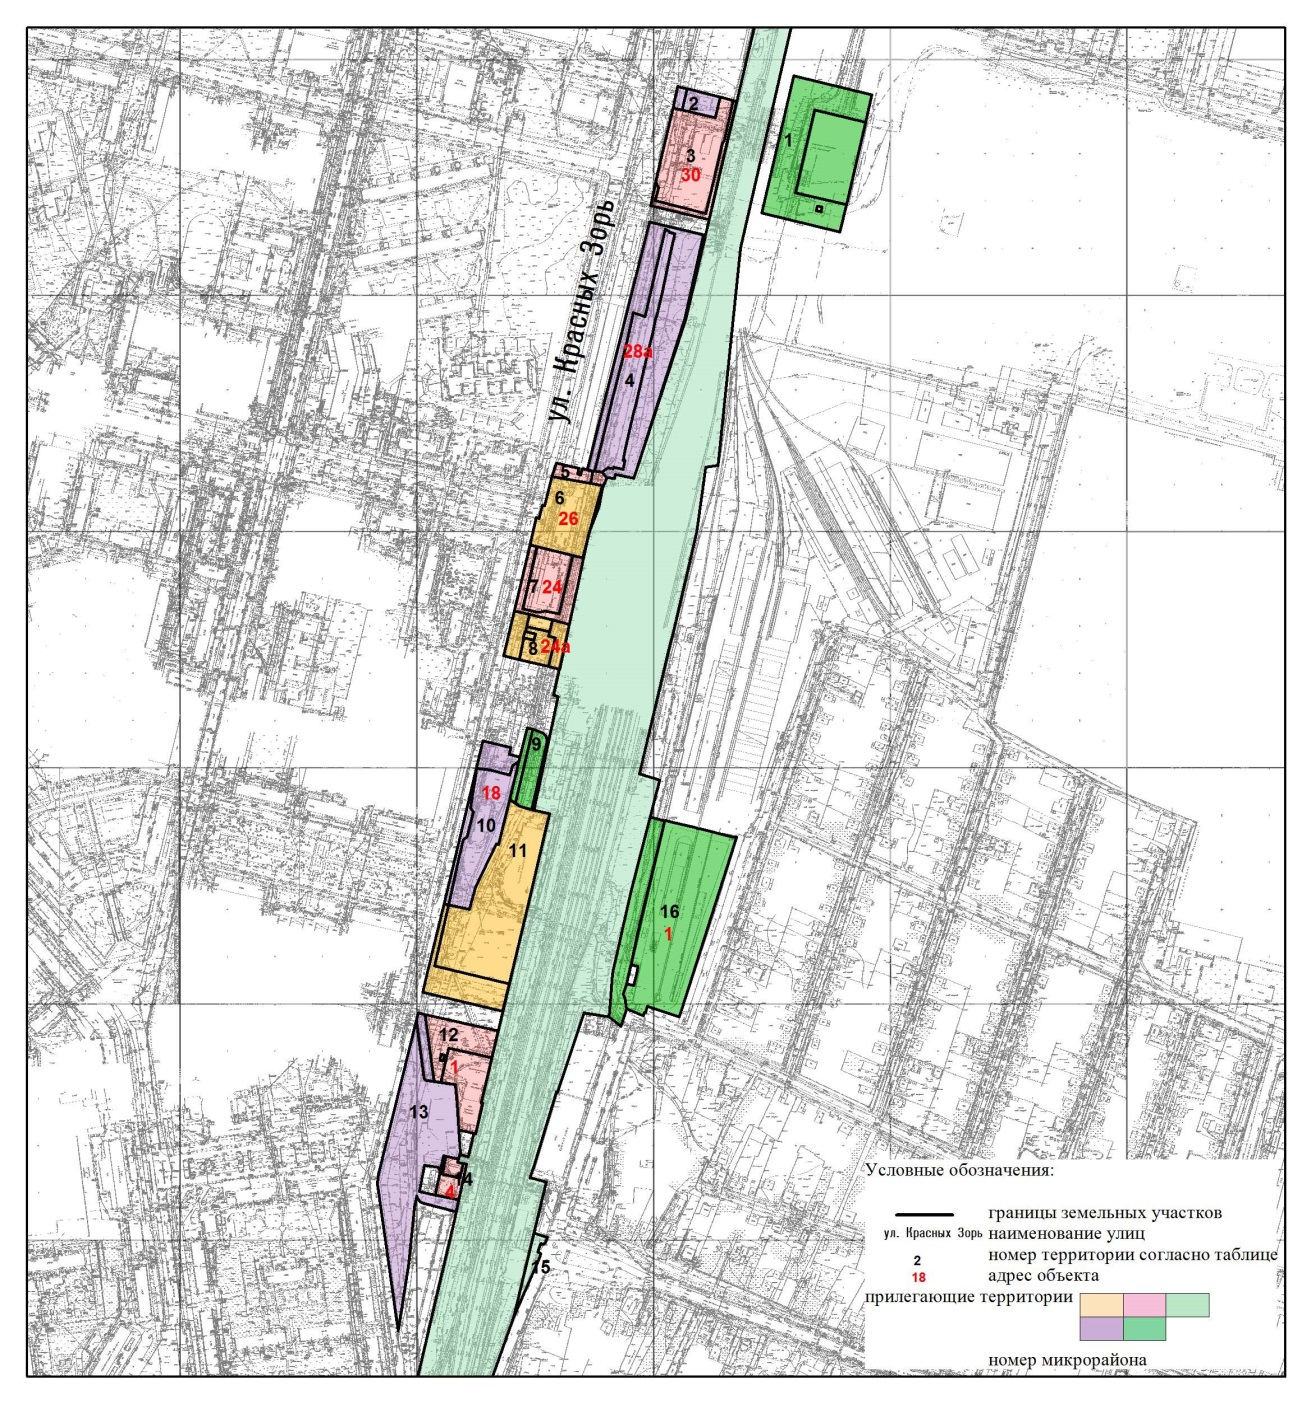 2
1
3
30
ул. Красных Зорь
28а
4
5
6
26
7
24
8
24а
9
18
10
11
16
1
12
1
13
14
4
15
Условные обозначения:
границы земельных участков
ул. Красных Зорь наименование улиц
2 номер территории согласно таблице
18 адрес объекта
прилегающие территории
номер микрорайона